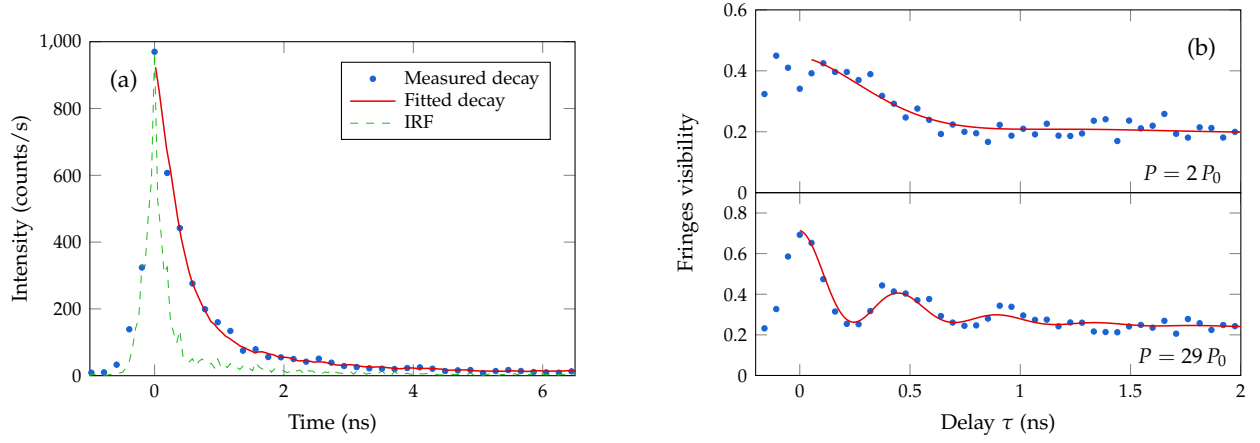 (a)
Measured decay
Fitted decay
IRF
1,000
800
600
400
200
0
Intensity (counts/s)
0 2 4 6
Time (ns)
(b)
0.6
0.4
0.2
0
P = 2 P₀
0.8
0.6
0.4
0.2
0
P = 29 P₀
Fringes visibility
0 0.5 1 1.5 2
Delay τ (ns)